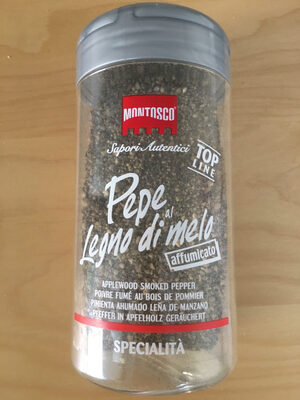 MONTOSCO
Sapori Autentici
TOP
LINE
Pepe al
Legno di melo
affumicato
APPLEWOOD SMOKED PEPPER
POIVRE FUMÉ AU BOIS DE POMMIER
PIMIENTA AHUMADO LEÑA DE MANZANO
PFEFFER IN APFELHOLZ GERÄUCHERT
SPECIALITÀ